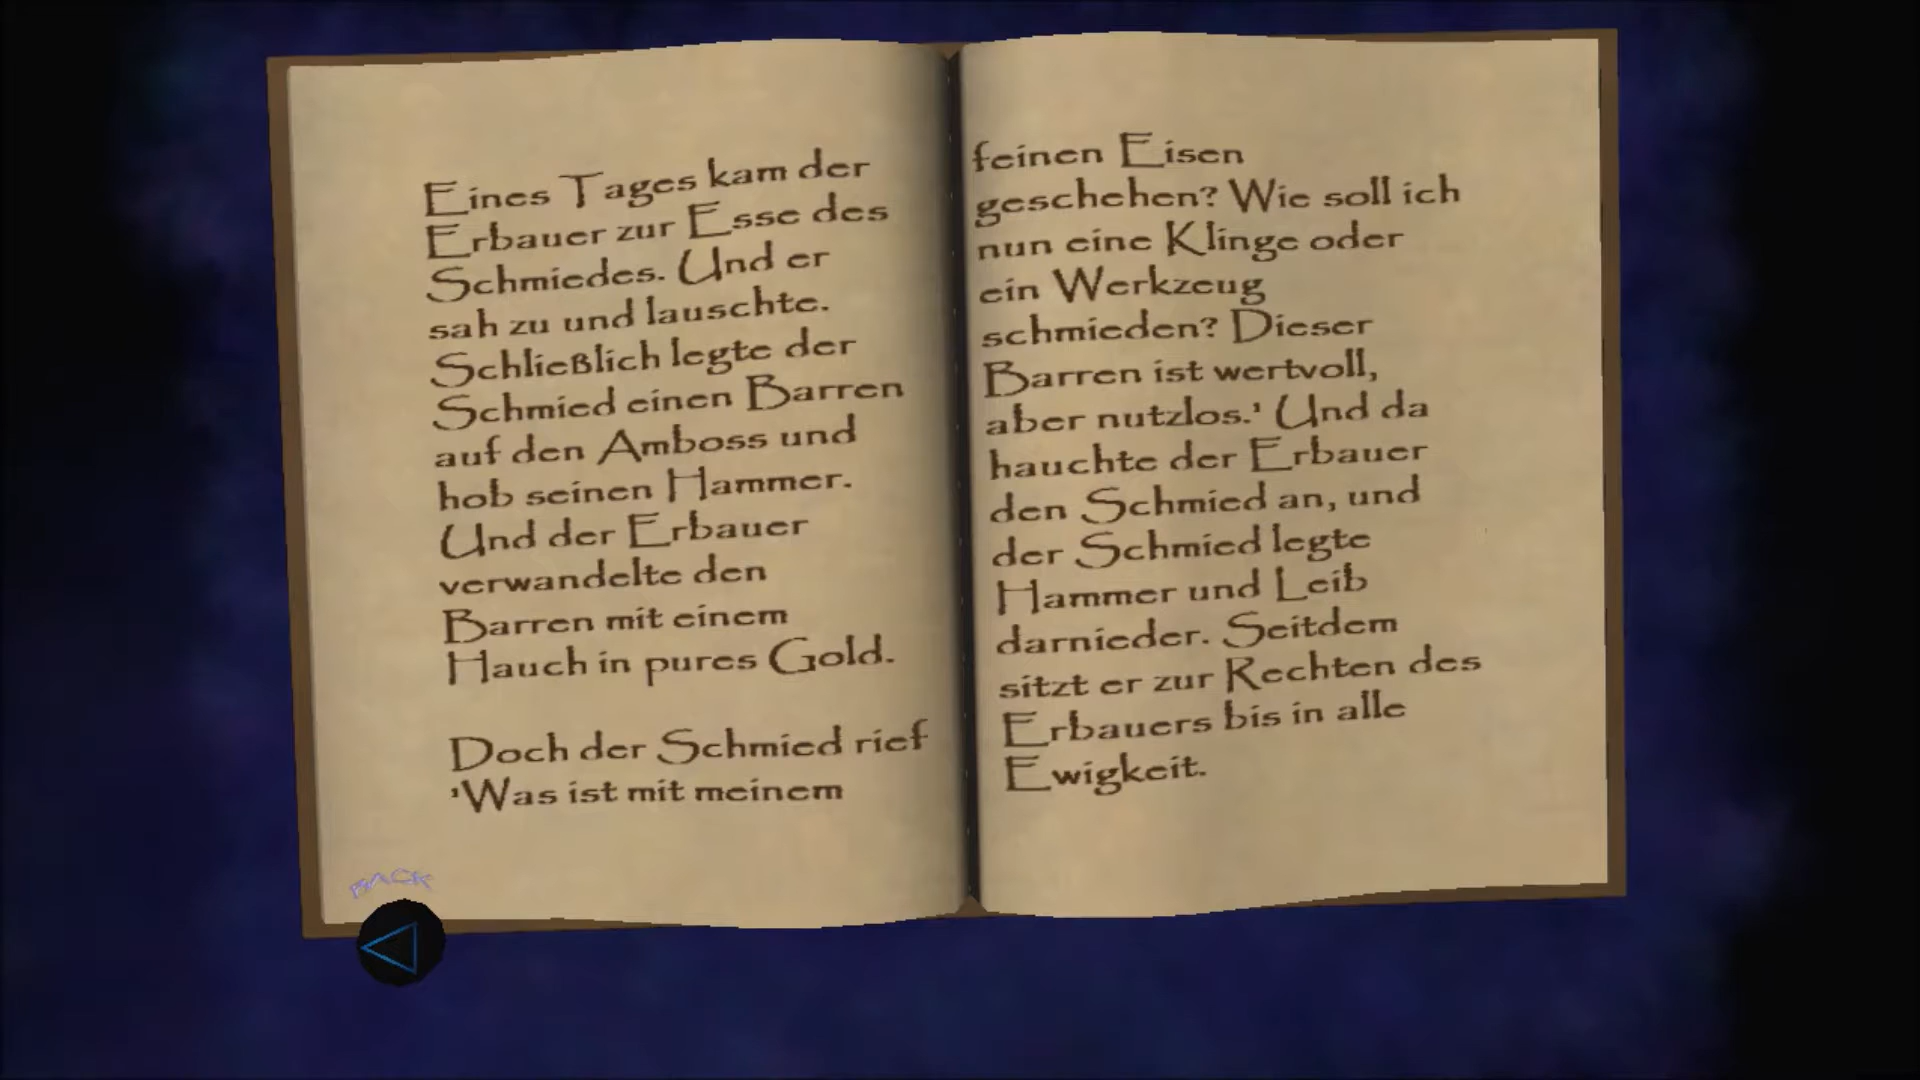 Eines Tages kam der
Erbauer zur Esse des
Schmiedes. Und er
sah zu und lauschte.
Schließlich legte der
Schmied einen Barren
auf den Amboss und
hob seinen Hammer.
Und der Erbauer
verwandelte den
Barren mit einem
Hauch in pures Gold.
Doch der Schmied rief
'Was ist mit meinem
feinen Eisen
geschehen? Wie soll ich
nun eine Klinge oder
ein Werkzeug
schmieden? Dieser
Barren ist wertvoll,
aber nutzlos.' Und da
hauchte der Erbauer
den Schmied an, und
der Schmied legte
Hammer und Leib
darnieder. Seitdem
sitzt er zur Rechten des
Erbauers bis in alle
Ewigkeit.
BACK